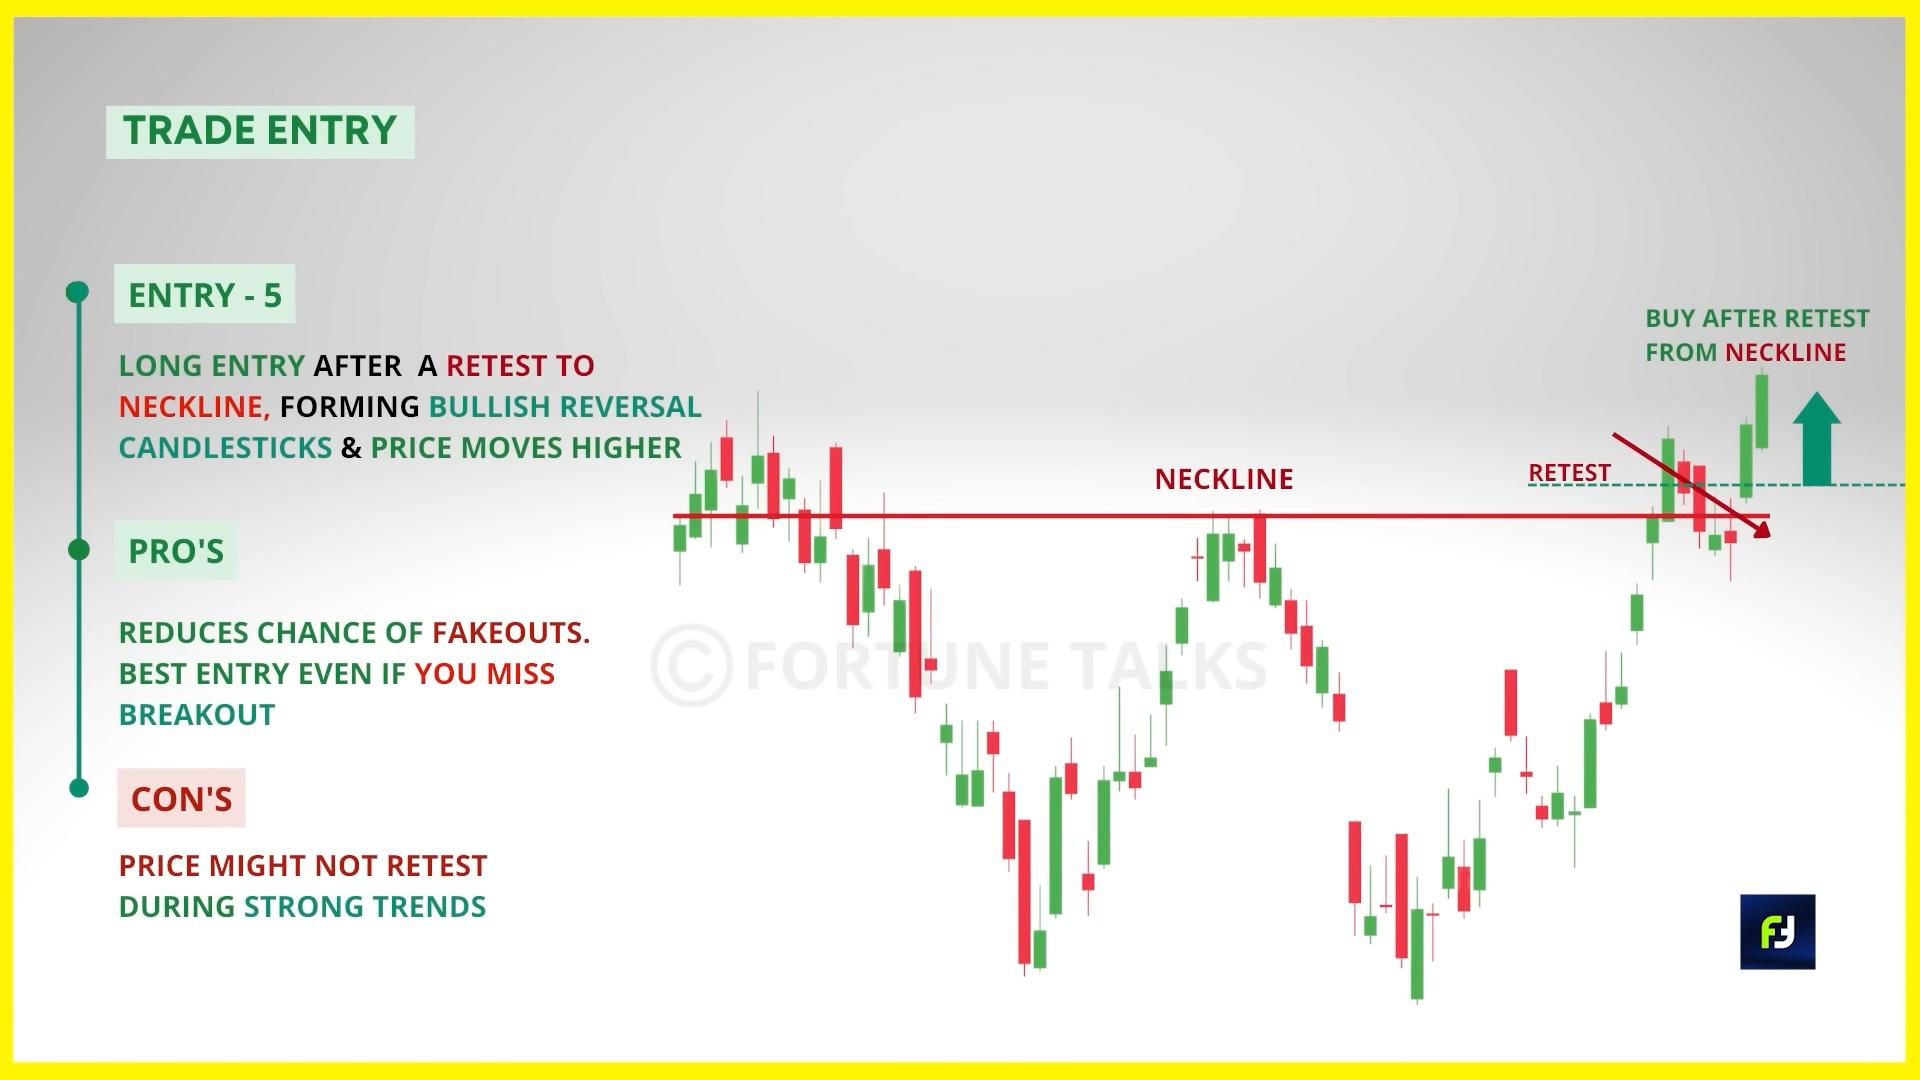 TRADE ENTRY
ENTRY - 5
LONG ENTRY AFTER A RETEST TO
NECKLINE, FORMING BULLISH REVERSAL
CANDLESTICKS & PRICE MOVES HIGHER
PRO'S
REDUCES CHANCE OF FAKEOUTS.
BEST ENTRY EVEN IF YOU MISS
BREAKOUT
CON'S
PRICE MIGHT NOT RETEST
DURING STRONG TRENDS
BUY AFTER RETEST
FROM NECKLINE
RETEST
NECKLINE
© FORTUNE TALKS